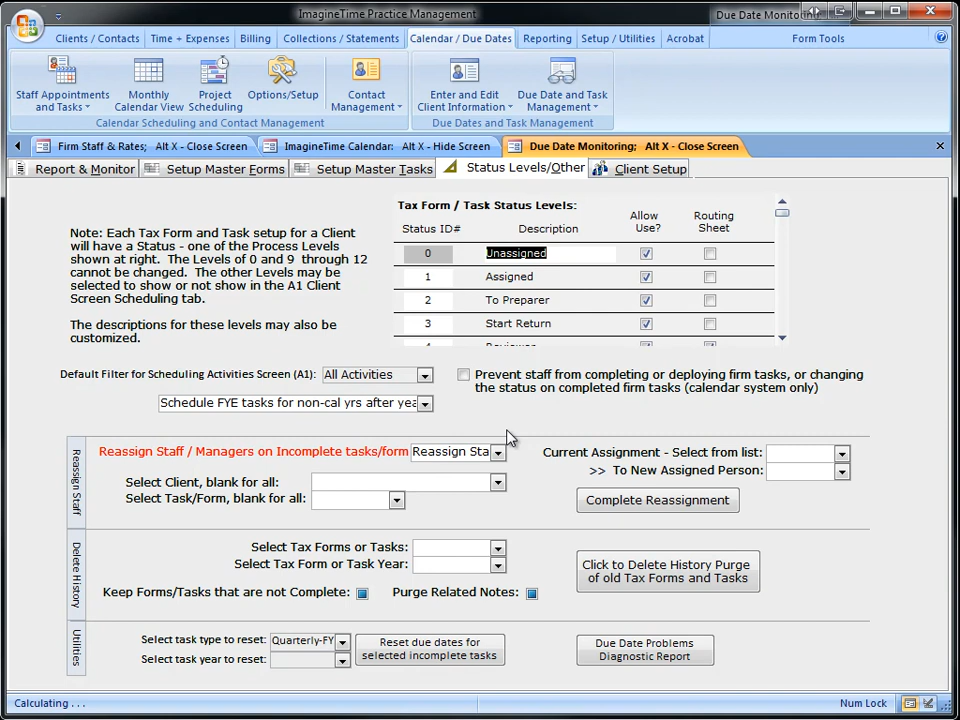 ImagineTime Practice Management
Due Date Monitoring
Clients / Contacts
Time + Expenses
Billing
Collections / Statements
Calendar / Due Dates
Reporting
Setup / Utilities
Acrobat
Form Tools
Staff Appointments and Tasks
Monthly Calendar View
Project Scheduling
Options/Setup
Contact Management
Enter and Edit Client Information
Due Date and Task Management
Calendar Scheduling and Contact Management
Due Dates and Task Management
Firm Staff & Rates; Alt X - Close Screen
ImagineTime Calendar: Alt X - Hide Screen
Due Date Monitoring; Alt X - Close Screen
Report & Monitor
Setup Master Forms
Setup Master Tasks
Status Levels/Other
Client Setup
Note: Each Tax Form and Task setup for a Client
will have a Status - one of the Process Levels
shown at right. The Levels of 0 and 9 through 12
cannot be changed. The other Levels may be
selected to show or not show in the A1 Client
Screen Scheduling tab.
The descriptions for these levels may also be
customized.
Tax Form / Task Status Levels:
Status ID# Description Allow Use? Routing Sheet
0 Unassigned
1 Assigned
2 To Preparer
3 Start Return
4 Reviewer
Default Filter for Scheduling Activities Screen (A1): All Activities
Schedule FYE tasks for non-cal yrs after yea
Prevent staff from completing or deploying firm tasks, or changing
the status on completed firm tasks (calendar system only)
Reassign Staff
Reassign Staff / Managers on Incomplete tasks/form Reassign Sta
Select Client, blank for all:
Select Task/Form, blank for all:
Current Assignment - Select from list:
>> To New Assigned Person:
Complete Reassignment
Delete History
Select Tax Forms or Tasks:
Select Tax Form or Task Year:
Keep Forms/Tasks that are not Complete:
Purge Related Notes:
Click to Delete History Purge
of old Tax Forms and Tasks
Utilities
Select task type to reset: Quarterly-FY
Select task year to reset:
Reset due dates for
selected incomplete tasks
Due Date Problems
Diagnostic Report
Calculating . . .
Num Lock